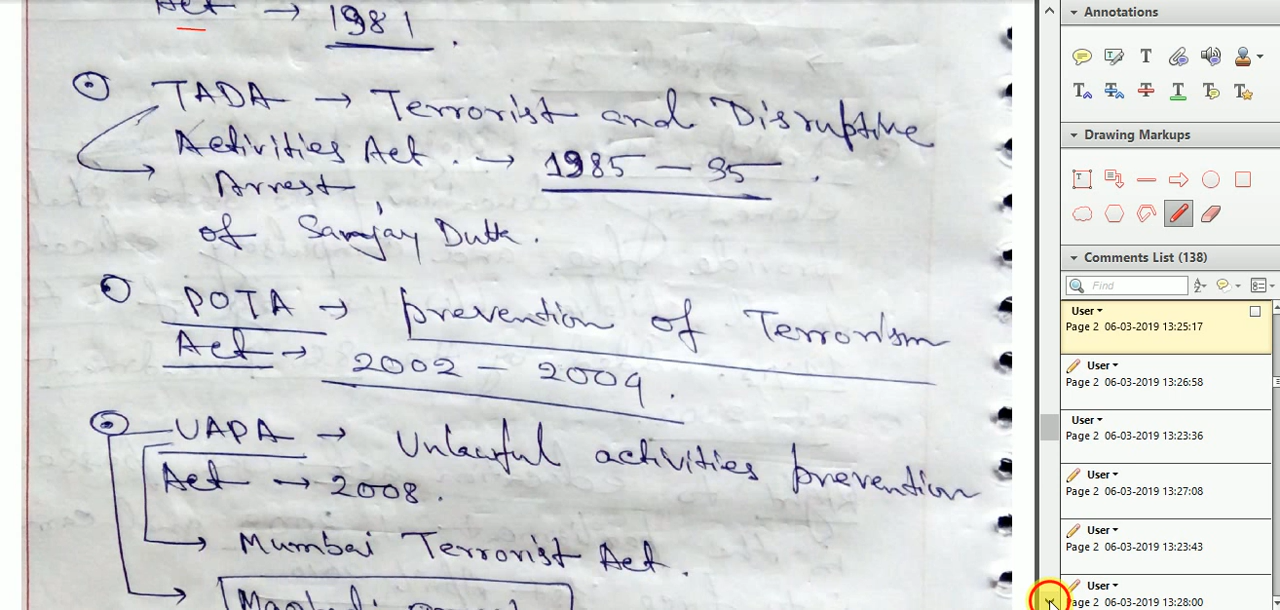 Act → 1981.
TADA → Terrorist and Disruptive
Activities Act. → 1985 – 95.
Arrest
of Sanjay Dutt.
POTA → prevention of Terrorism
Act → 2002 – 2004.
UAPA → Unlawful activities prevention
Act → 2008.
Mumbai Terrorist Act.
Annotations
Drawing Markups
Comments List (138)
Find
User
Page 2 06-03-2019 13:25:17
User
Page 2 06-03-2019 13:26:58
User
Page 2 06-03-2019 13:23:36
User
Page 2 06-03-2019 13:27:08
User
Page 2 06-03-2019 13:23:43
User
Page 2 06-03-2019 13:28:00